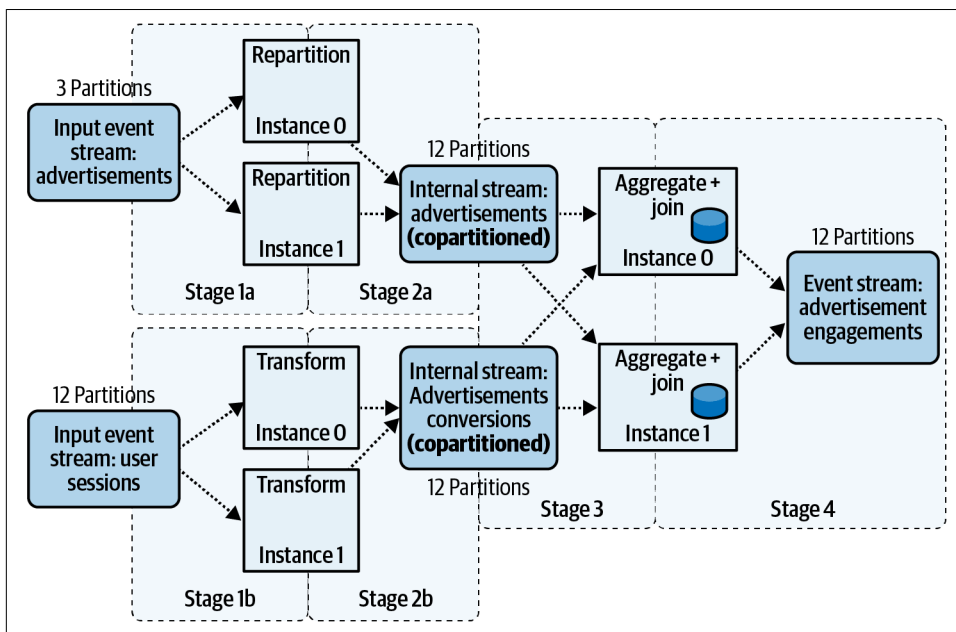 3 Partitions
Input event
stream:
advertisements
Repartition
Instance 0
Repartition
Instance 1
Stage 1a
Stage 2a
12 Partitions
Internal stream:
advertisements
(copartitioned)
Aggregate +
join
Instance 0
12 Partitions
Event stream:
advertisement
engagements
12 Partitions
Input event
stream: user
sessions
Transform
Instance 0
Transform
Instance 1
Stage 1b
Stage 2b
Internal stream:
Advertisements
conversions
(copartitioned)
12 Partitions
Aggregate +
join
Instance 1
Stage 3
Stage 4